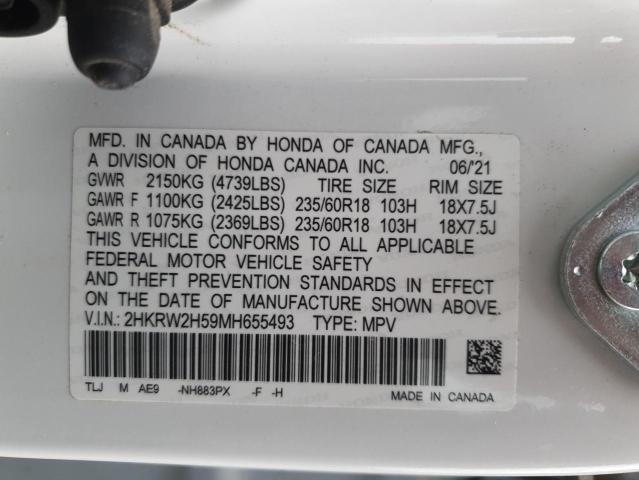 MFD. IN CANADA BY HONDA OF CANADA MFG.,
A DIVISION OF HONDA CANADA INC. 06/'21
GVWR 2150KG (4739LBS) TIRE SIZE RIM SIZE
GAWR F 1100KG (2425LBS) 235/60R18 103H 18X7.5J
GAWR R 1075KG (2369LBS) 235/60R18 103H 18X7.5J
THIS VEHICLE CONFORMS TO ALL APPLICABLE
FEDERAL MOTOR VEHICLE SAFETY
AND THEFT PREVENTION STANDARDS IN EFFECT
ON THE DATE OF MANUFACTURE SHOWN ABOVE.
V.I.N.: 2HKRW2H59MH655493 TYPE: MPV
TLJ M AE9 -NH883PX -F -H MADE IN CANADA